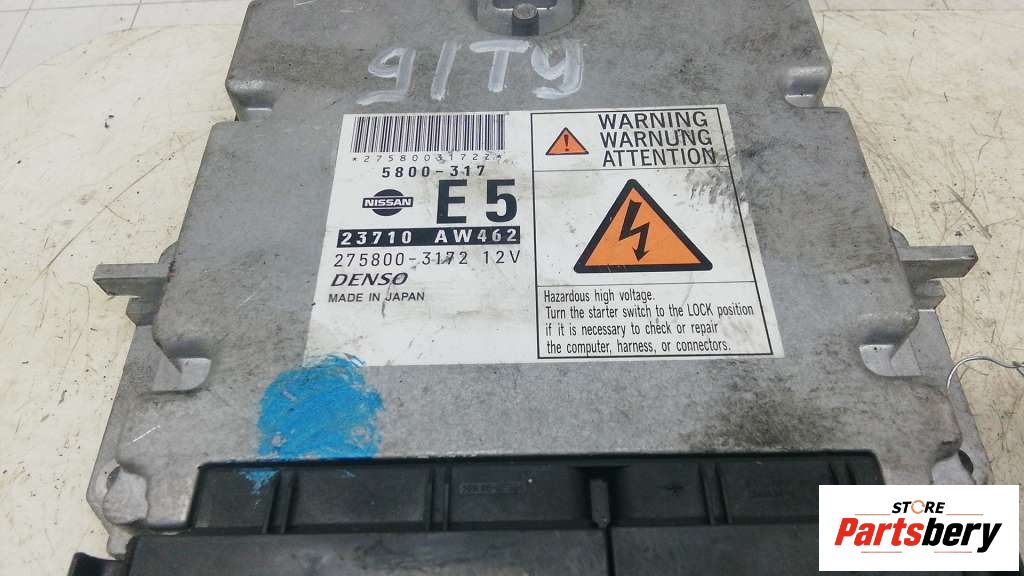 91TY
*2758003172Z*
5800-317
NISSAN
E5
23710 AW462
275800-3172 12V
DENSO
MADE IN JAPAN
WARNING
WARNUNG
ATTENTION
Hazardous high voltage.
Turn the starter switch to the LOCK position
if it is necessary to check or repair
the computer, harness, or connectors.
STORE
Partsbery